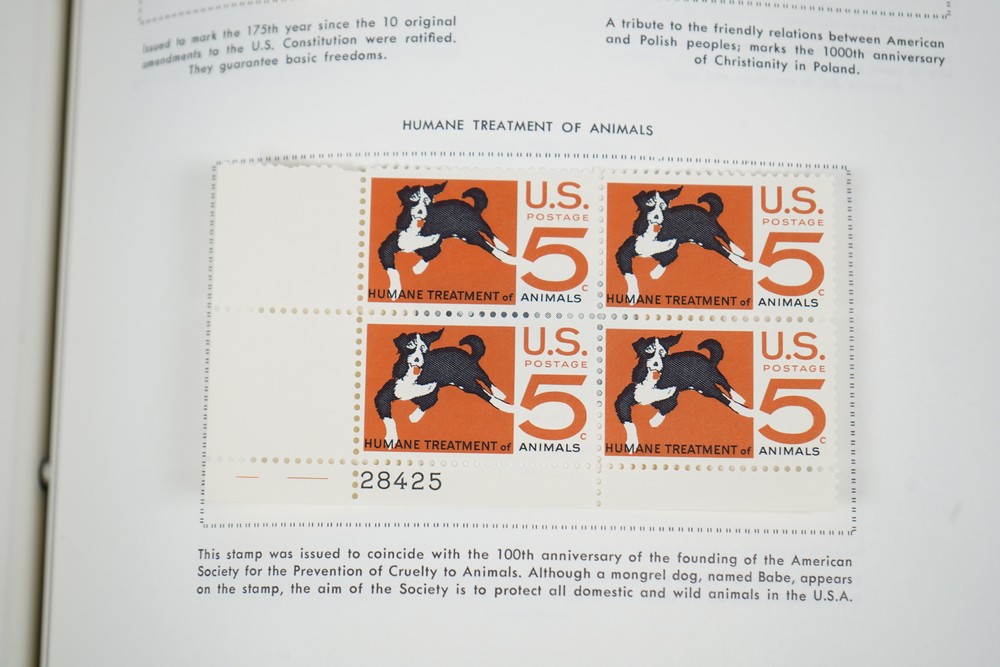 issued to mark the 175th year since the 10 original
amendments to the U.S. Constitution were ratified.
They guarantee basic freedoms.
A tribute to the friendly relations between American
and Polish peoples; marks the 1000th anniversary
of Christianity in Poland.
HUMANE TREATMENT OF ANIMALS
U.S.
POSTAGE
5c
HUMANE TREATMENT of ANIMALS
U.S.
POSTAGE
5c
HUMANE TREATMENT of ANIMALS
U.S.
POSTAGE
5c
HUMANE TREATMENT of ANIMALS
U.S.
POSTAGE
5c
HUMANE TREATMENT of ANIMALS
28425
This stamp was issued to coincide with the 100th anniversary of the founding of the American
Society for the Prevention of Cruelty to Animals. Although a mongrel dog, named Babe, appears
on the stamp, the aim of the Society is to protect all domestic and wild animals in the U.S.A.